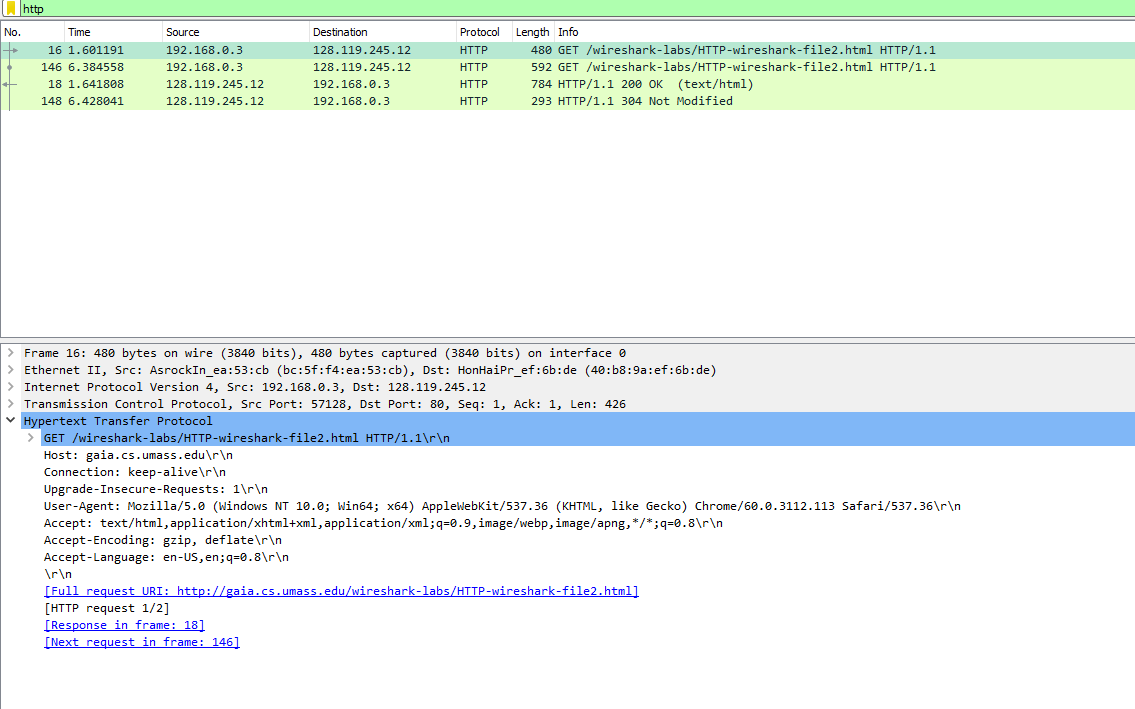 http
No. Time Source Destination Protocol Length Info
16 1.601191 192.168.0.3 128.119.245.12 HTTP 480 GET /wireshark-labs/HTTP-wireshark-file2.html HTTP/1.1
146 6.384558 192.168.0.3 128.119.245.12 HTTP 592 GET /wireshark-labs/HTTP-wireshark-file2.html HTTP/1.1
18 1.641808 128.119.245.12 192.168.0.3 HTTP 784 HTTP/1.1 200 OK (text/html)
148 6.428041 128.119.245.12 192.168.0.3 HTTP 293 HTTP/1.1 304 Not Modified
Frame 16: 480 bytes on wire (3840 bits), 480 bytes captured (3840 bits) on interface 0
Ethernet II, Src: AsrockIn_ea:53:cb (bc:5f:f4:ea:53:cb), Dst: HonHaiPr_ef:6b:de (40:b8:9a:ef:6b:de)
Internet Protocol Version 4, Src: 192.168.0.3, Dst: 128.119.245.12
Transmission Control Protocol, Src Port: 57128, Dst Port: 80, Seq: 1, Ack: 1, Len: 426
Hypertext Transfer Protocol
GET /wireshark-labs/HTTP-wireshark-file2.html HTTP/1.1\r\n
Host: gaia.cs.umass.edu\r\n
Connection: keep-alive\r\n
Upgrade-Insecure-Requests: 1\r\n
User-Agent: Mozilla/5.0 (Windows NT 10.0; Win64; x64) AppleWebKit/537.36 (KHTML, like Gecko) Chrome/60.0.3112.113 Safari/537.36\r\n
Accept: text/html,application/xhtml+xml,application/xml;q=0.9,image/webp,image/apng,*/*;q=0.8\r\n
Accept-Encoding: gzip, deflate\r\n
Accept-Language: en-US,en;q=0.8\r\n
\r\n
[Full request URI: http://gaia.cs.umass.edu/wireshark-labs/HTTP-wireshark-file2.html]
[HTTP request 1/2]
[Response in frame: 18]
[Next request in frame: 146]